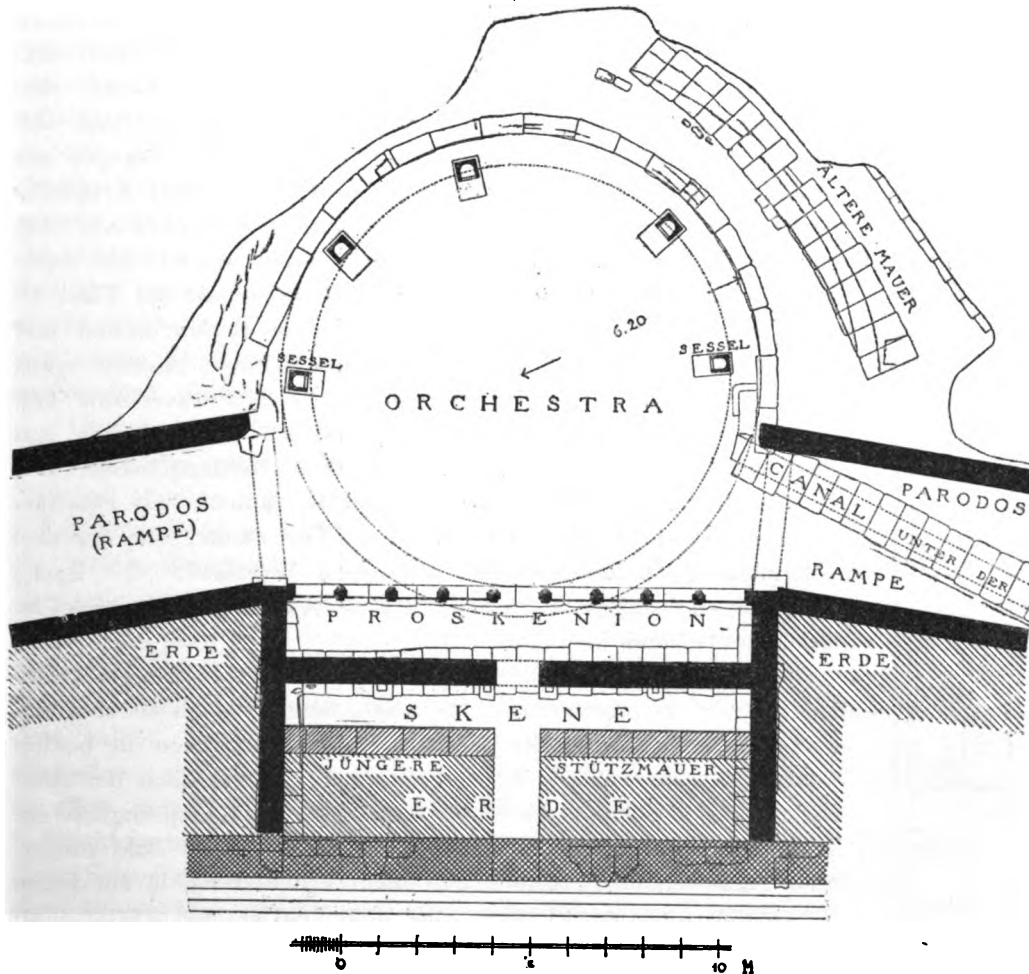 ÄLTERE MAUER
6.20
SESSEL
SESSEL
ORCHESTRA
CANAL UNTER DER
PARODOS
PARODOS
(RAMPE)
RAMPE
PROSKENION
ERDE
ERDE
SKENE
JÜNGERE STÜTZMAUER
ERDE
0 5 10 M